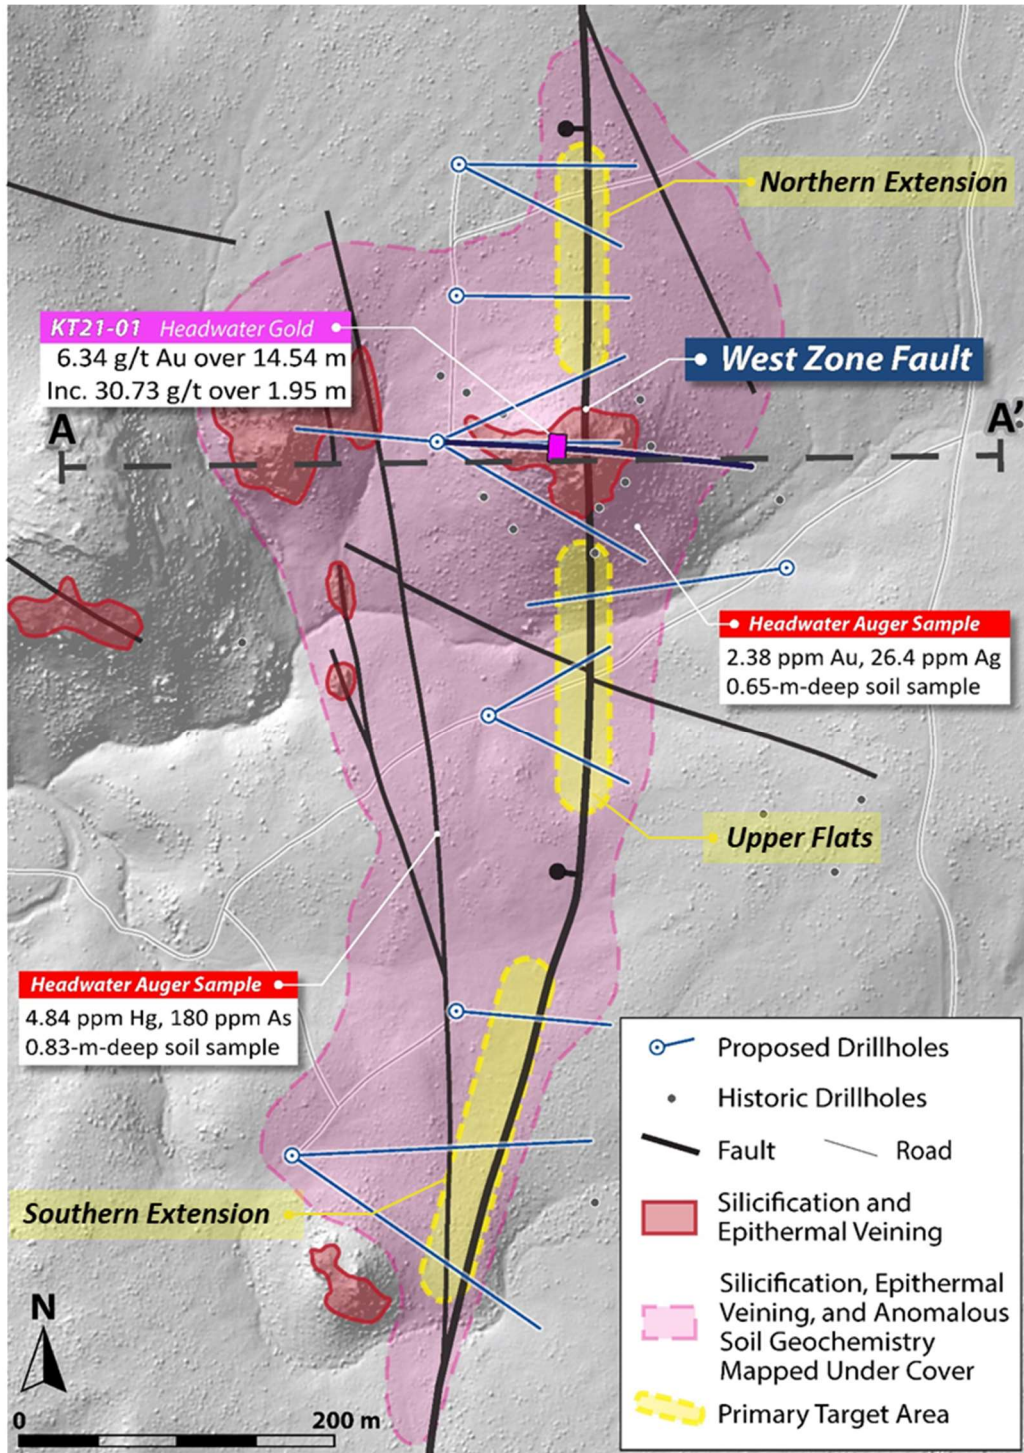 Northern Extension
KT21-01 Headwater Gold
6.34 g/t Au over 14.54 m
Inc. 30.73 g/t over 1.95 m
West Zone Fault
A
A’
Headwater Auger Sample
2.38 ppm Au, 26.4 ppm Ag
0.65-m-deep soil sample
Upper Flats
Headwater Auger Sample
4.84 ppm Hg, 180 ppm As
0.83-m-deep soil sample
Southern Extension
N
0
200 m
Proposed Drillholes
Historic Drillholes
Fault
Road
Silicification and
Epithermal Veining
Silicification, Epithermal
Veining, and Anomalous
Soil Geochemistry
Mapped Under Cover
Primary Target Area